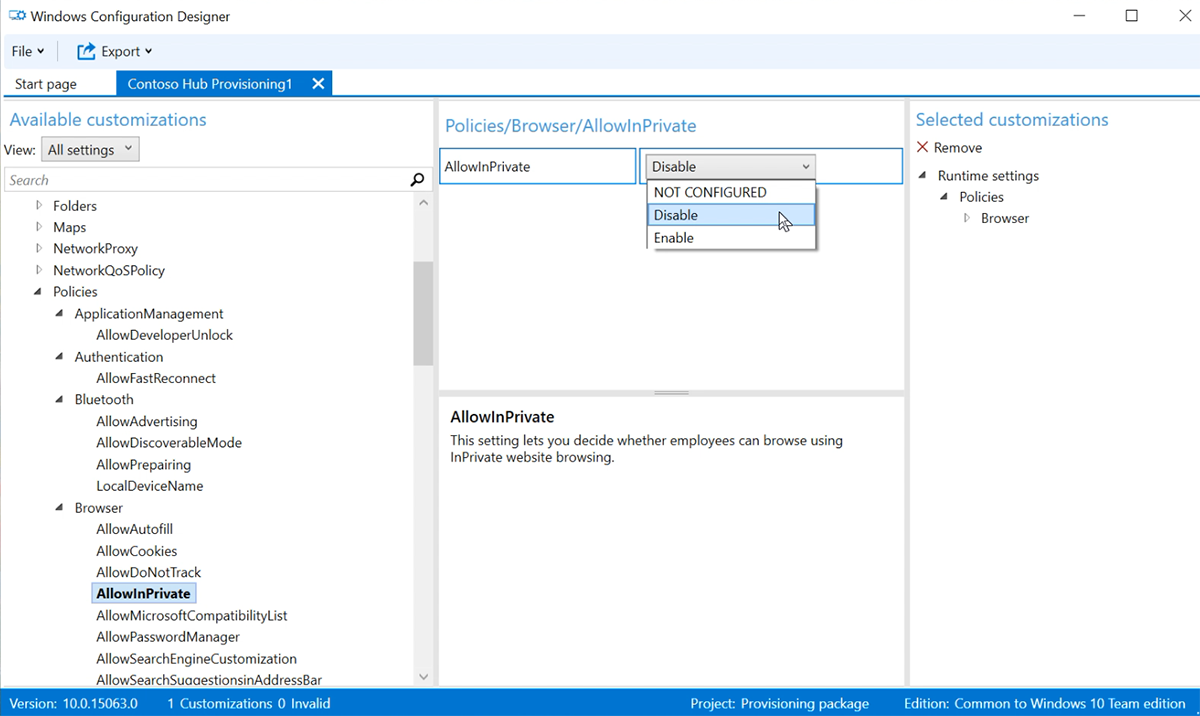 Windows Configuration Designer
File Export
Start page Contoso Hub Provisioning1
Available customizations
View: All settings
Search
Folders
Maps
NetworkProxy
NetworkQoSPolicy
Policies
ApplicationManagement
AllowDeveloperUnlock
Authentication
AllowFastReconnect
Bluetooth
AllowAdvertising
AllowDiscoverableMode
AllowPrepairing
LocalDeviceName
Browser
AllowAutofill
AllowCookies
AllowDoNotTrack
AllowInPrivate
AllowMicrosoftCompatibilityList
AllowPasswordManager
AllowSearchEngineCustomization
AllowSearchSuggestionsinAddressBar
Policies/Browser/AllowInPrivate
AllowInPrivate Disable
NOT CONFIGURED
Disable
Enable
AllowInPrivate
This setting lets you decide whether employees can browse using
InPrivate website browsing.
Selected customizations
Remove
Runtime settings
Policies
Browser
Version: 10.0.15063.0 1 Customizations 0 Invalid Project: Provisioning package Edition: Common to Windows 10 Team edition